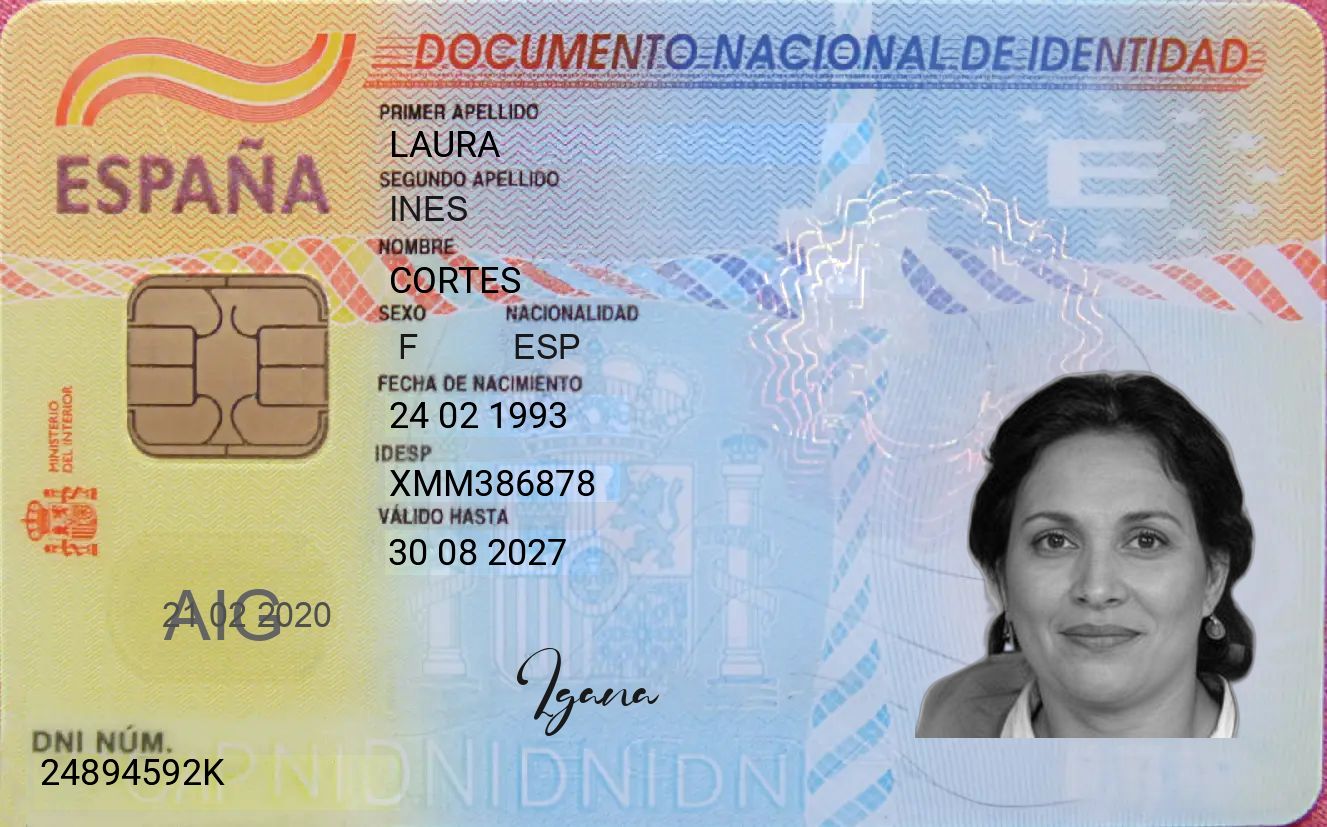 DOCUMENTO NACIONAL DE IDENTIDAD
ESPAÑA
PRIMER APELLIDO
LAURA
SEGUNDO APELLIDO
INES
NOMBRE
CORTES
SEXO NACIONALIDAD
F ESP
FECHA DE NACIMIENTO
24 02 1993
IDESP
XMM386878
VÁLIDO HASTA
30 08 2027
MINISTERIO
DEL INTERIOR
E
AIG
21 02 2020
Igana
DNI NÚM.
24894592K
DNIDNIDNIDN